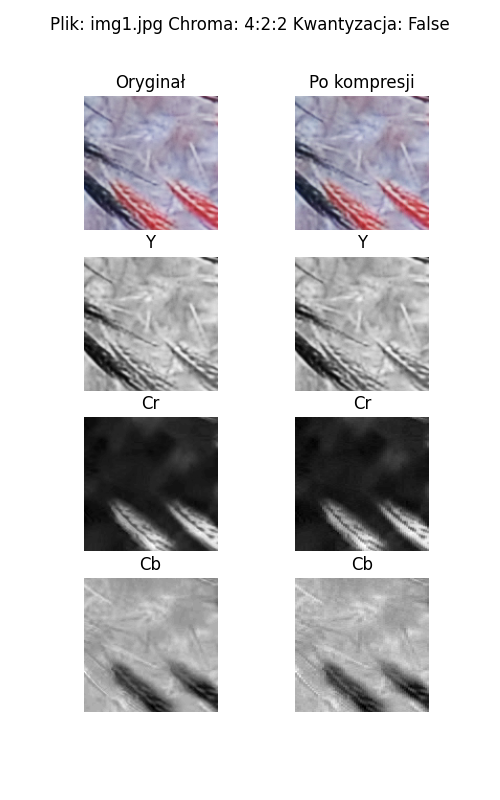 Plik: img1.jpg Chroma: 4:2:2 Kwantyzacja: False
Oryginał Po kompresji
Y Y
Cr Cr
Cb Cb